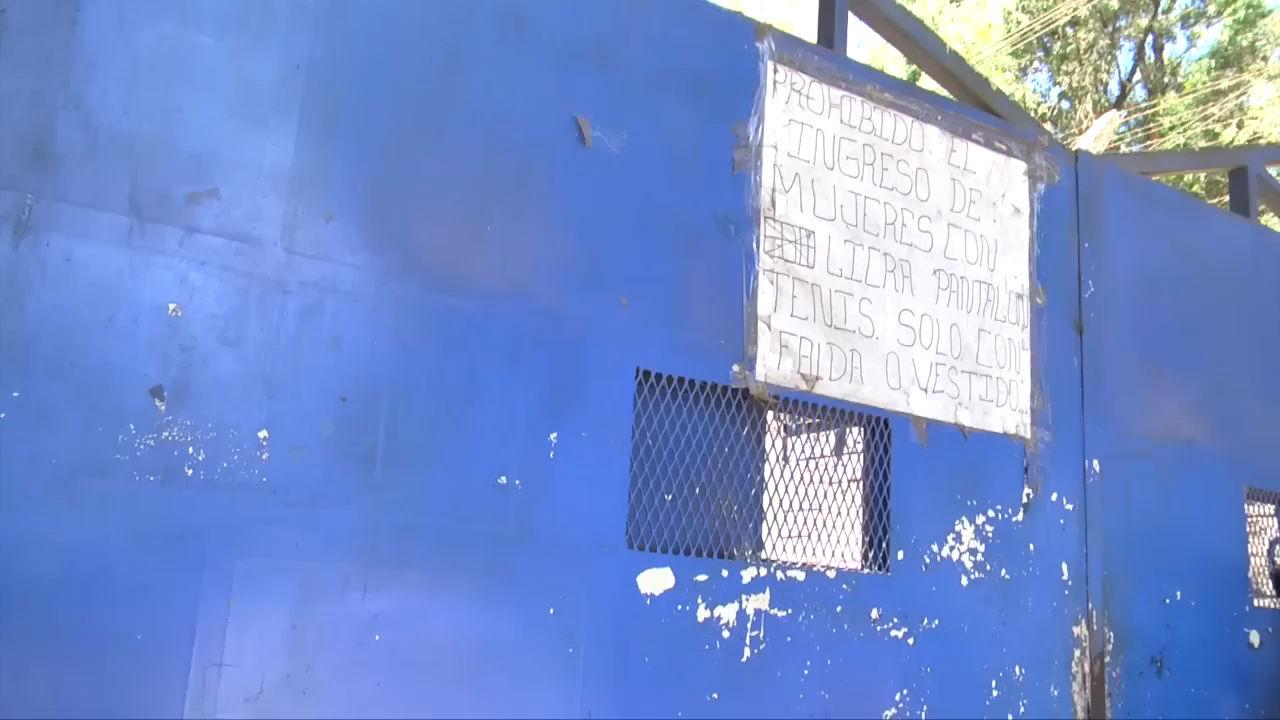 PROHIBIDO EL
INGRESO DE
MUJERES CON
LICRA PANTALON
TENIS. SOLO CON
FALDA O VESTIDO..